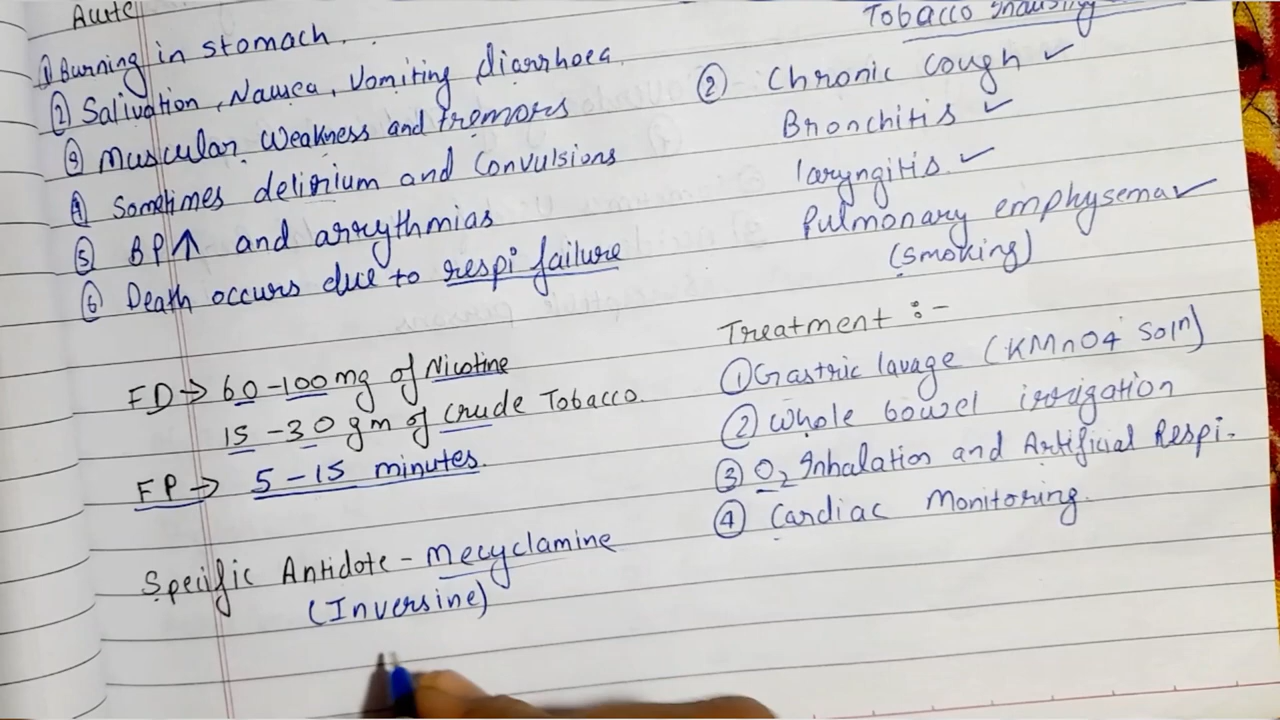 Acute
① Burning in stomach.
② Salivation, Nausea, Vomiting diarrhoea.
③ Muscular Weakness and tremors
④ Sometimes delirium and Convulsions
⑤ BP↑ and arrythmias
⑥ Death occurs due to respi failure
FD→ 60-100mg of Nicotine
15-30 gm of Crude Tobacco.
FP→ 5-15 minutes.
Specific Antidote - Mecyclamine
(Inversine)
Tobacco
② Chronic Cough ✓
Bronchitis ✓
laryngitis. ✓
Pulmonary emphysema ✓
(Smoking)
Treatment :-
① Gastric lavage (KMnO4 Soln)
② Whole bowel irrigation
③ O2 Inhalation and Artificial Respi.
④ Cardiac Monitoring.